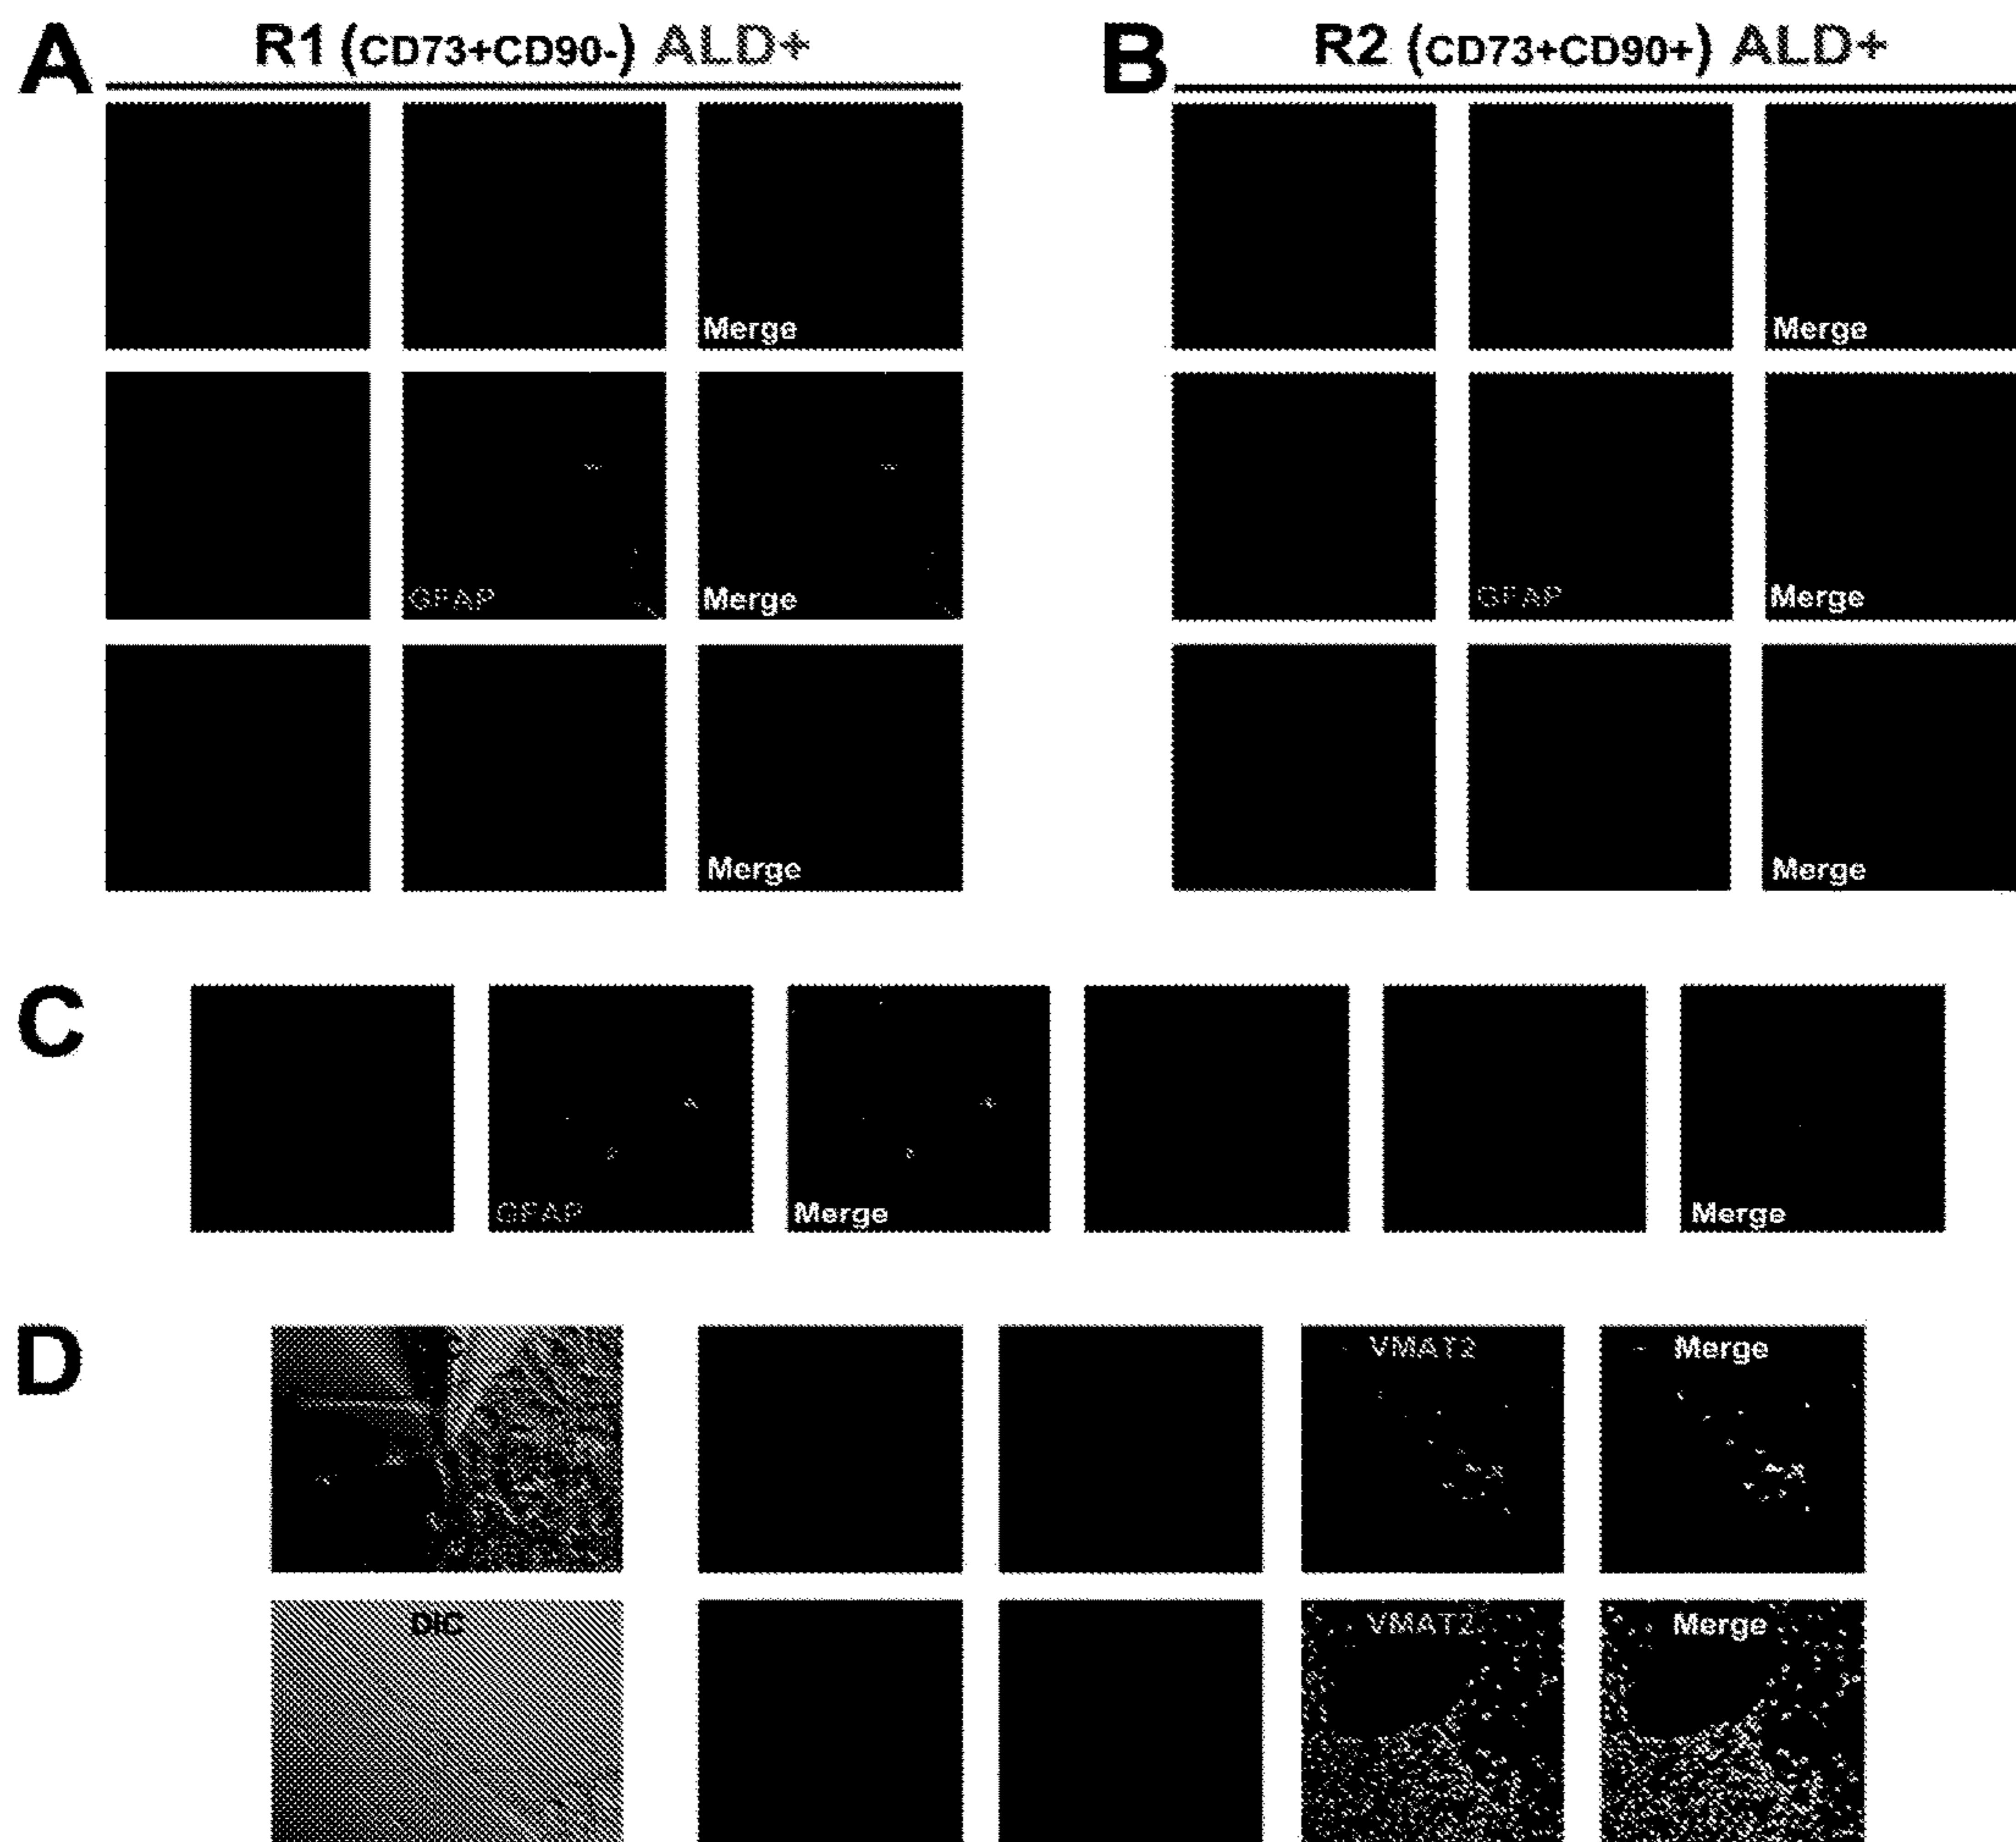 A
R1 (CD73+CD90-) ALD+
B
R2 (CD73+CD90+) ALD+
Merge
Merge
GFAP
Merge
GFAP
Merge
Merge
Merge
C
GFAP
Merge
Merge
D
VMAT2
Merge
DIC
VMAT2
Merge